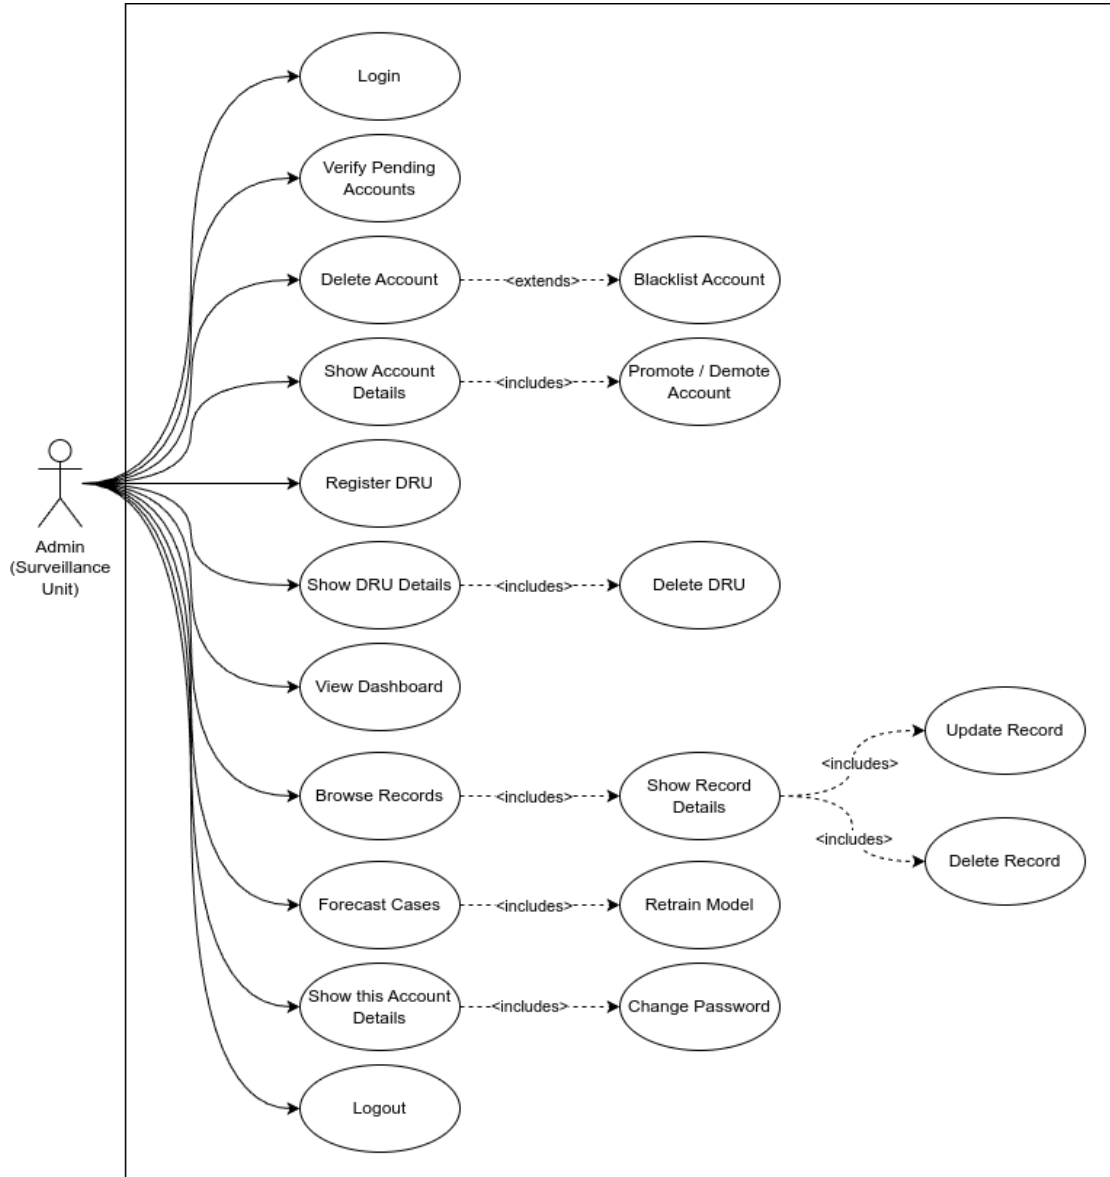 Login
Verify Pending
Accounts
Delete Account
<extends>
Blacklist Account
Show Account
Details
<includes>
Promote / Demote
Account
Register DRU
Admin
(Surveillance
Unit)
Show DRU Details
<includes>
Delete DRU
View Dashboard
Browse Records
<includes>
Show Record
Details
<includes>
Update Record
<includes>
Delete Record
Forecast Cases
<includes>
Retrain Model
Show this Account
Details
<includes>
Change Password
Logout